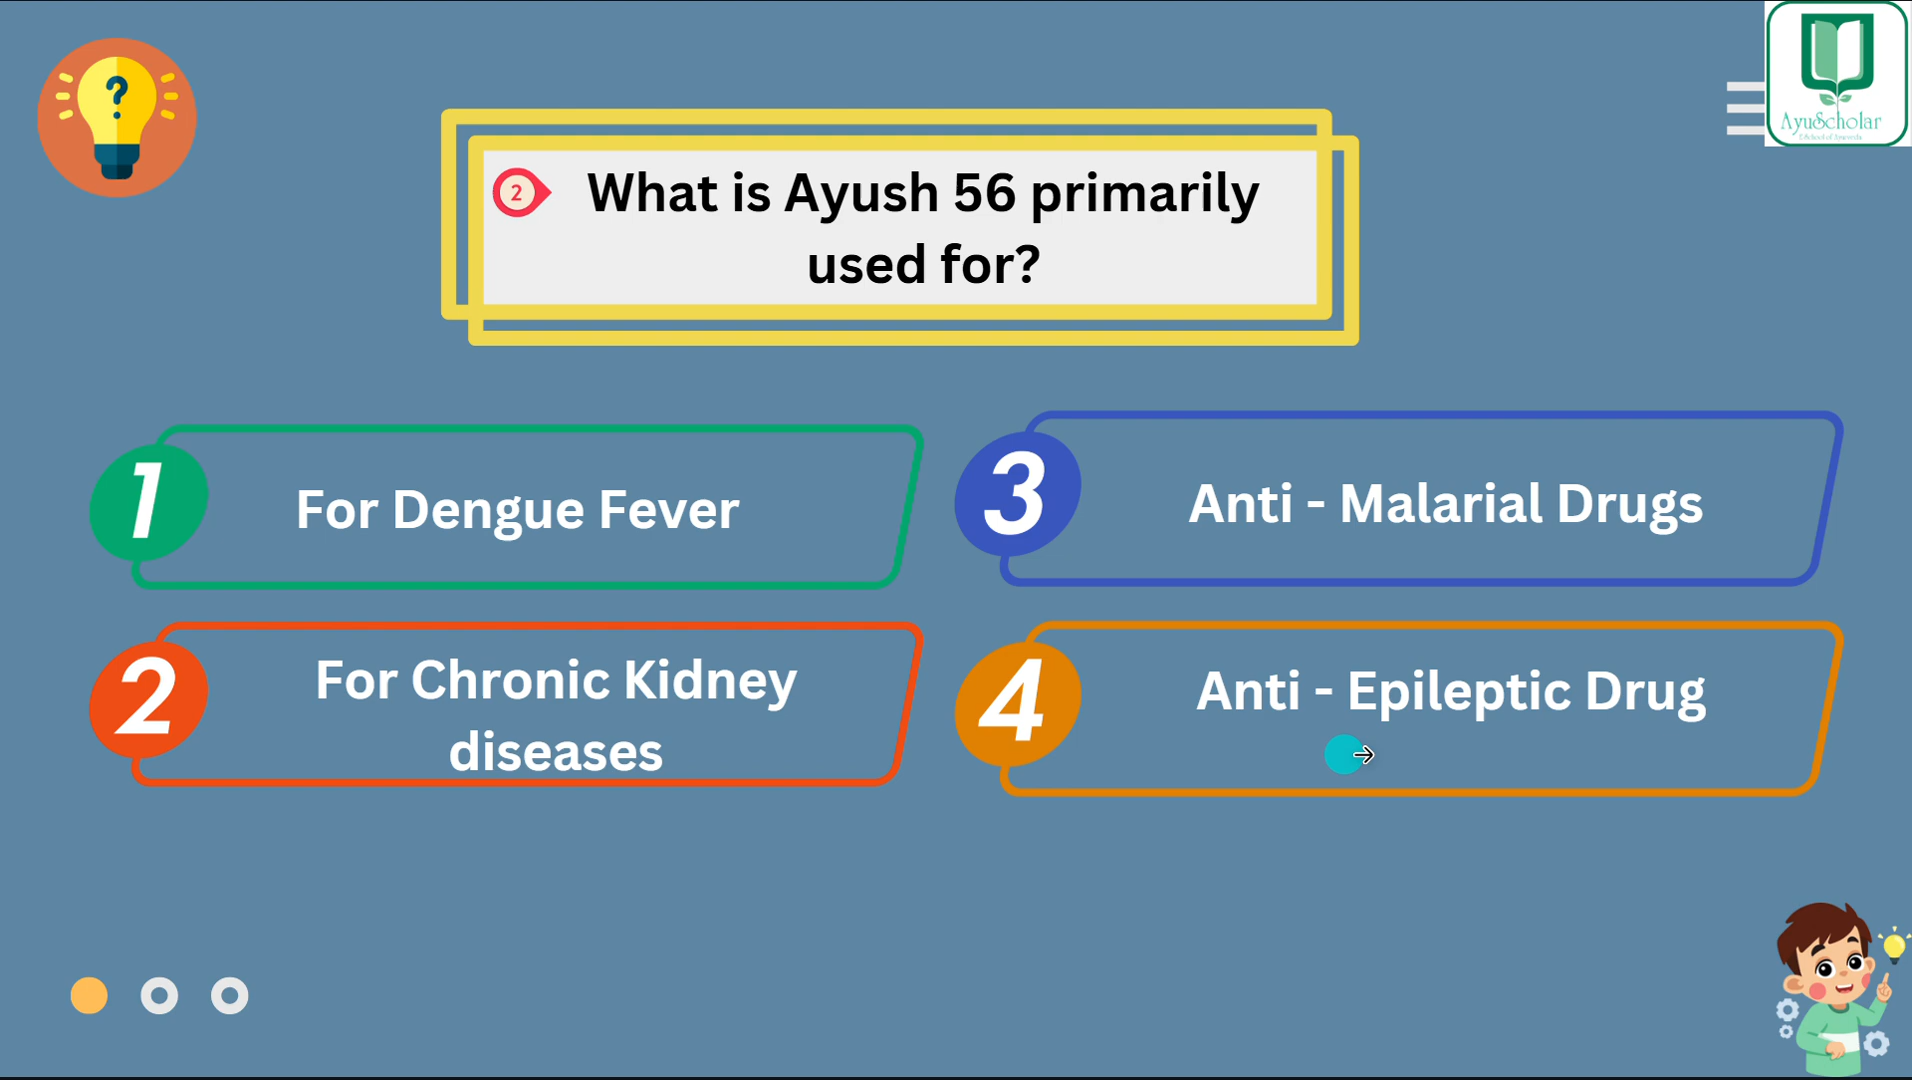 ?
AyuScholar
2
What is Ayush 56 primarily
used for?
1
For Dengue Fever
2
For Chronic Kidney
diseases
3
Anti - Malarial Drugs
4
Anti - Epileptic Drug